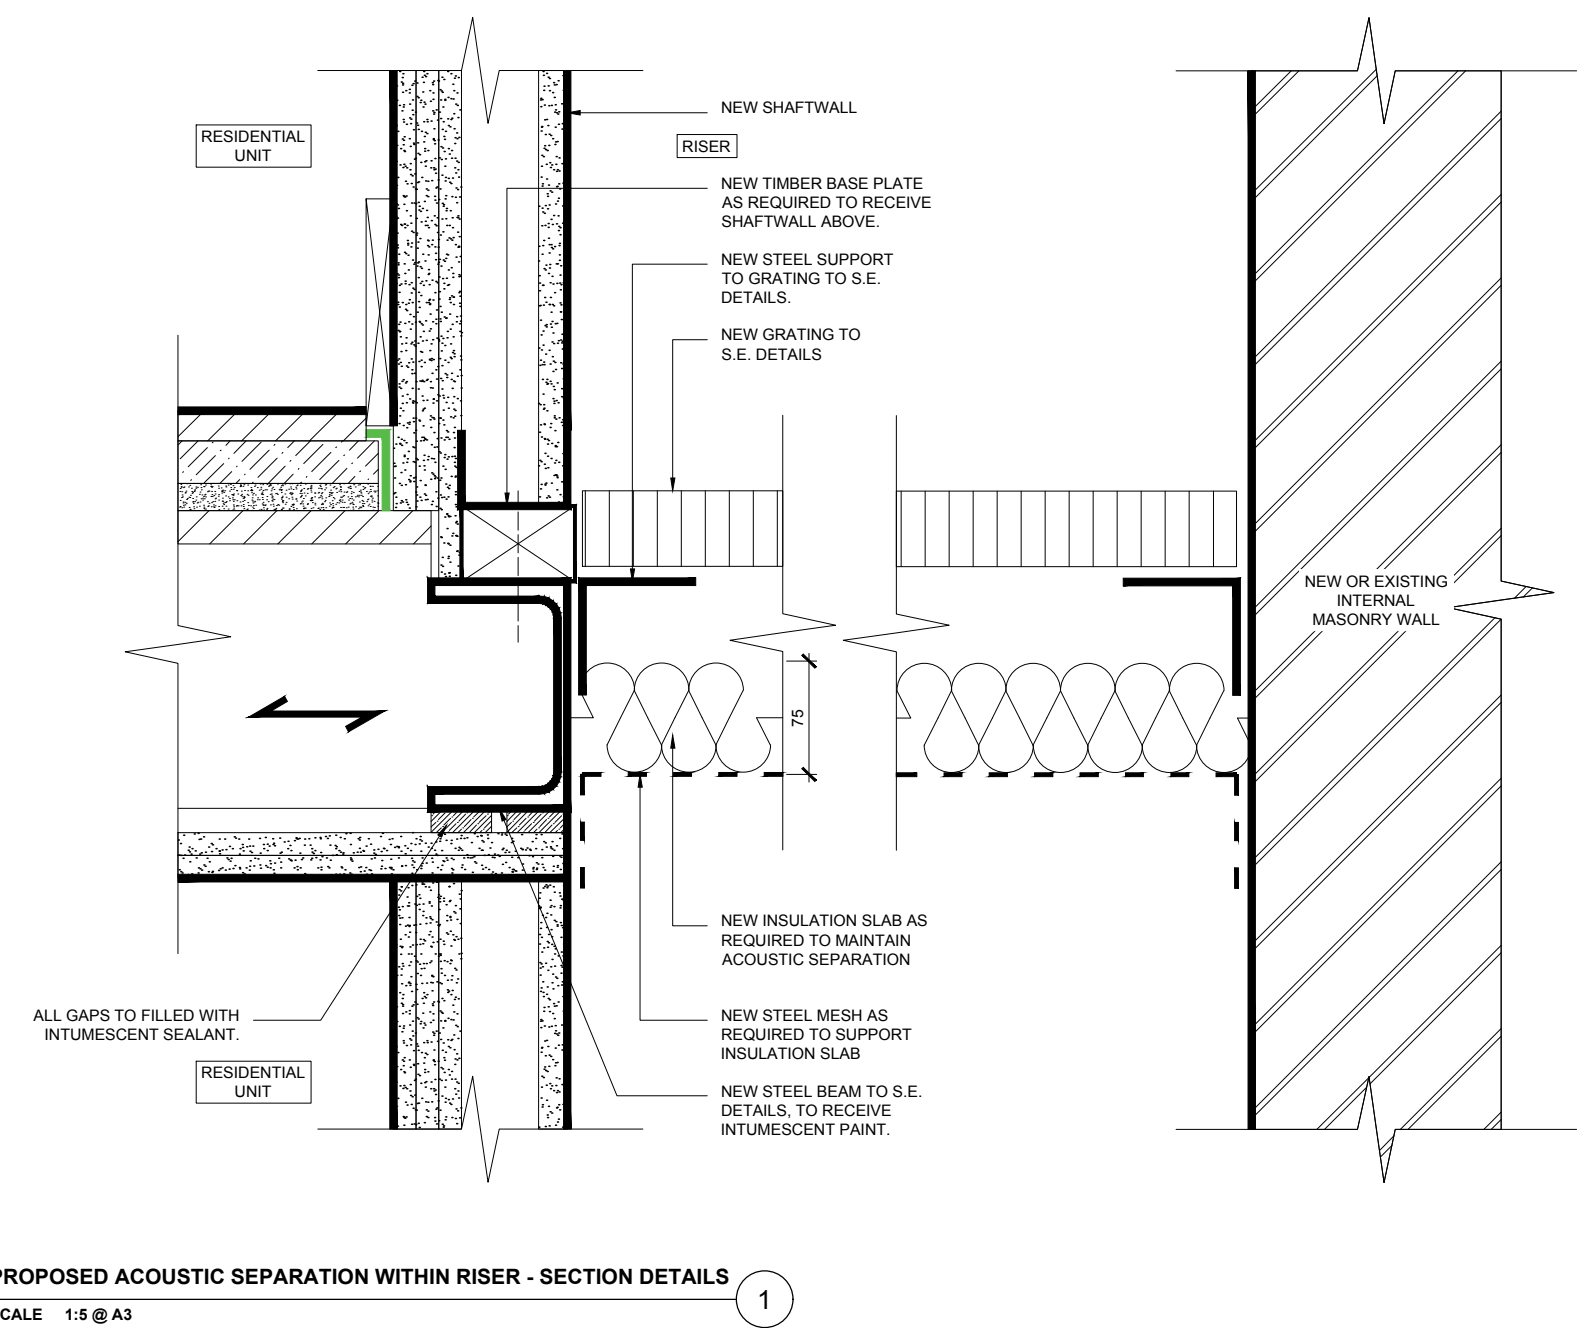 NEW SHAFTWALL
RESIDENTIAL
UNIT
RISER
NEW TIMBER BASE PLATE
AS REQUIRED TO RECEIVE
SHAFTWALL ABOVE.
NEW STEEL SUPPORT
TO GRATING TO S.E.
DETAILS.
NEW GRATING TO
S.E. DETAILS
NEW OR EXISTING
INTERNAL
MASONRY WALL
75
NEW INSULATION SLAB AS
REQUIRED TO MAINTAIN
ACOUSTIC SEPARATION
ALL GAPS TO FILLED WITH
INTUMESCENT SEALANT.
NEW STEEL MESH AS
REQUIRED TO SUPPORT
INSULATION SLAB
RESIDENTIAL
UNIT
NEW STEEL BEAM TO S.E.
DETAILS, TO RECEIVE
INTUMESCENT PAINT.
PROPOSED ACOUSTIC SEPARATION WITHIN RISER - SECTION DETAILS
1
CALE 1:5 @ A3